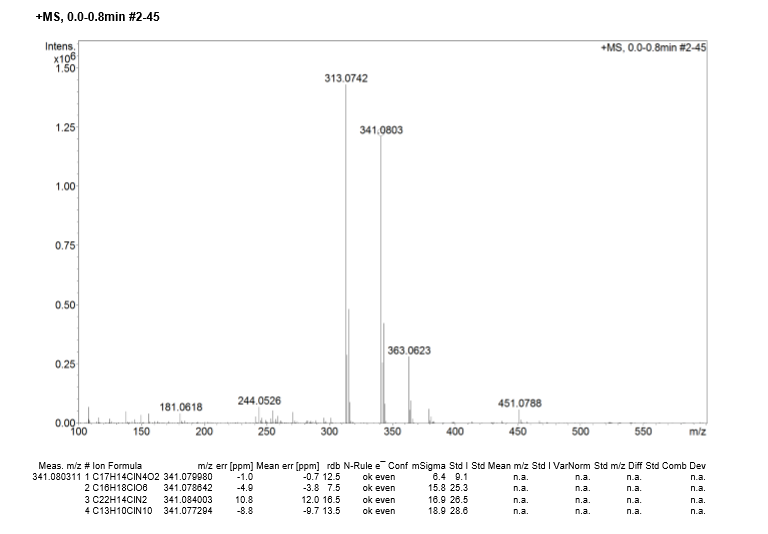 +MS, 0.0-0.8min #2-45
Intens.
x10⁶
+MS, 0.0-0.8min #2-45
1.50
313.0742
341.0803
1.25
1.00
0.75
0.50
363.0623
0.25
181.0618
244.0526
451.0788
0.00
100 150 200 250 300 350 400 450 500 550 m/z
Meas. m/z # Ion Formula m/z err [ppm] Mean err [ppm] rdb N-Rule e⁻ Conf mSigma Std I Std Mean m/z Std I VarNorm Std m/z Diff Std Comb Dev
341.080311 1 C17H14ClN4O2 341.079980 -1.0 -0.7 12.5 ok even 6.4 9.1 n.a. n.a. n.a. n.a.
2 C16H18ClO6 341.078642 -4.9 -3.8 7.5 ok even 15.8 25.3 n.a. n.a. n.a. n.a.
3 C22H14ClN2 341.084003 10.8 12.0 16.5 ok even 16.9 26.5 n.a. n.a. n.a. n.a.
4 C13H10ClN10 341.077294 -8.8 -9.7 13.5 ok even 18.9 28.6 n.a. n.a. n.a. n.a.